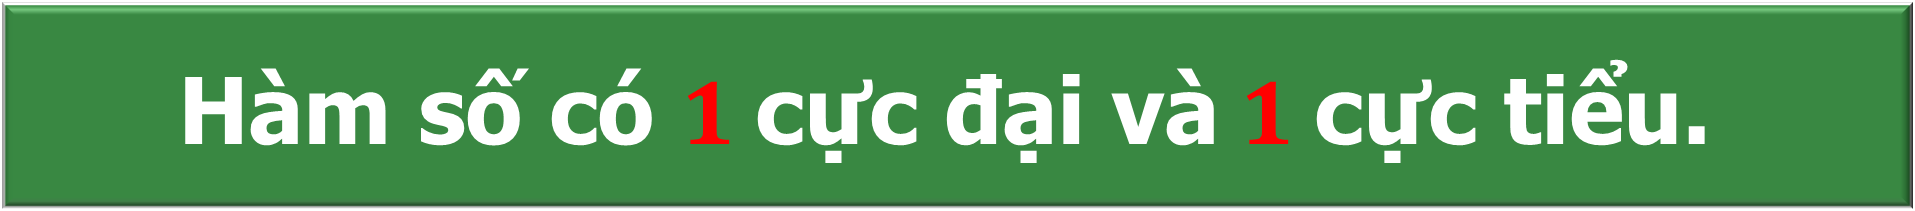 Hàm số có 1 cực đại và 1 cực tiểu.